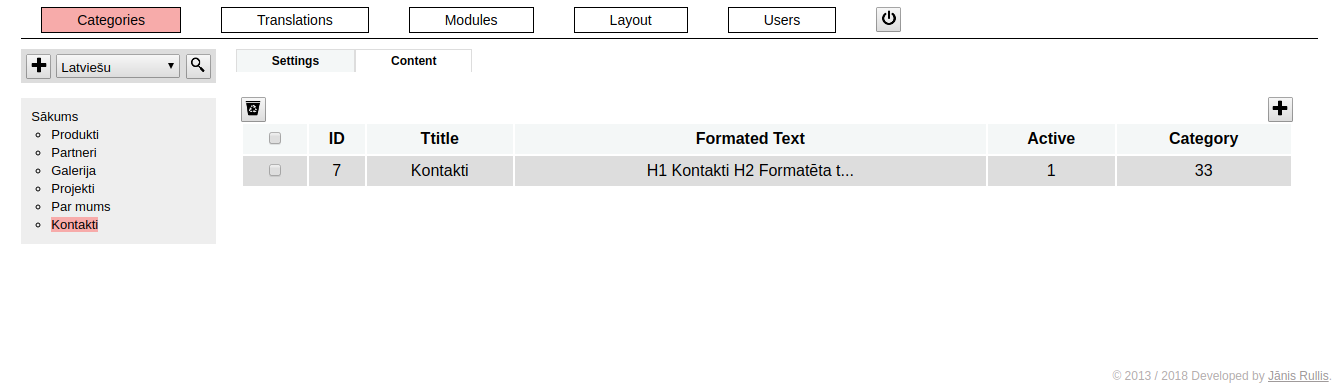 Categories Translations Modules Layout Users
Latviešu
Settings Content
Sākums
Produkti
Partneri
Galerija
Projekti
Par mums
Kontakti
ID Ttitle Formated Text Active Category
7 Kontakti H1 Kontakti H2 Formatēta t... 1 33
© 2013 / 2018 Developed by Jānis Rullis.